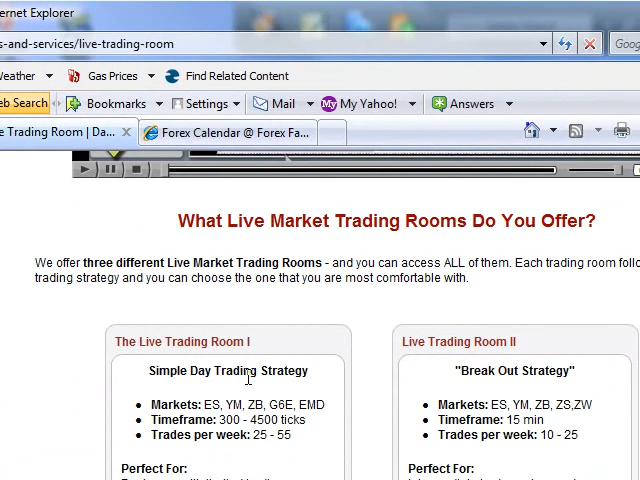 ernet Explorer
s-and-services/live-trading-room
Goog
Veather Gas Prices Find Related Content
eb Search Bookmarks Settings Mail My Yahoo! Answers
e Trading Room | Da... Forex Calendar @ Forex Fa...
What Live Market Trading Rooms Do You Offer?
We offer three different Live Market Trading Rooms - and you can access ALL of them. Each trading room follo
trading strategy and you can choose the one that you are most comfortable with.
The Live Trading Room I
Simple Day Trading Strategy
Markets: ES, YM, ZB, G6E, EMD
Timeframe: 300 - 4500 ticks
Trades per week: 25 - 55
Perfect For:
Live Trading Room II
"Break Out Strategy"
Markets: ES, YM, ZB, ZS,ZW
Timeframe: 15 min
Trades per week: 10 - 25
Perfect For: